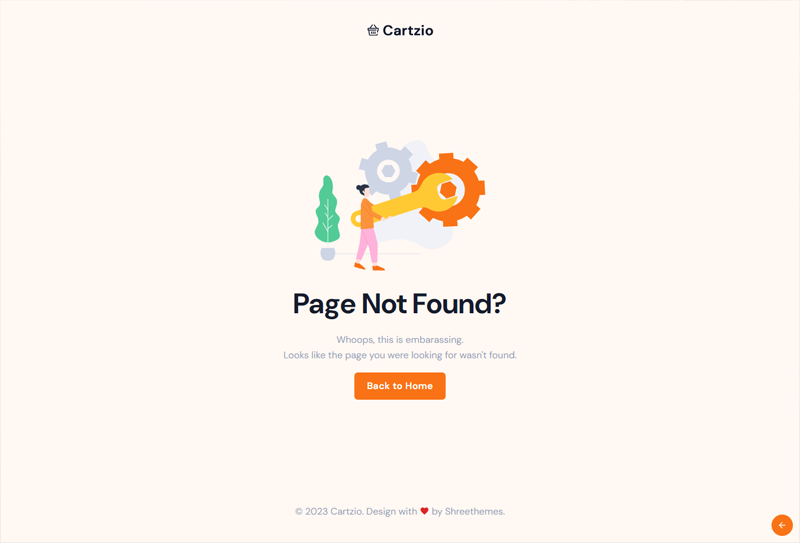 Cartzio
Page Not Found?
Whoops, this is embarassing.
Looks like the page you were looking for wasn't found.
Back to Home
© 2023 Cartzio. Design with ❤ by Shreethemes.